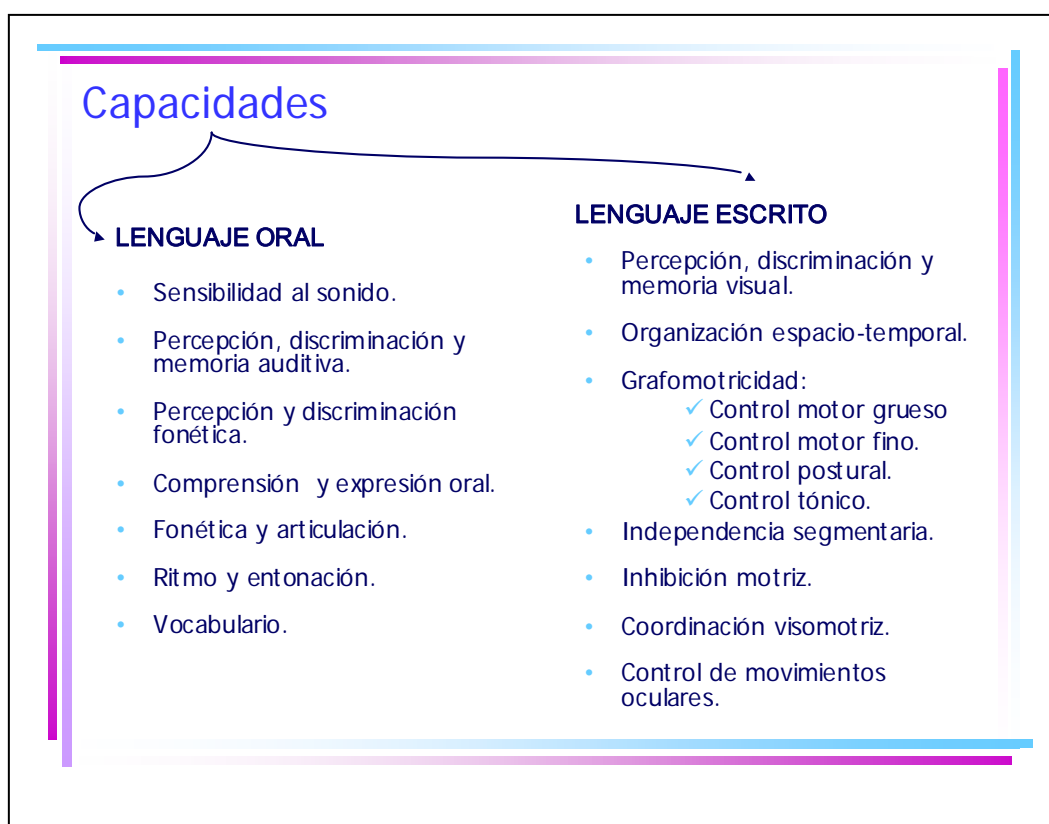 Capacidades
LENGUAJE ORAL
• Sensibilidad al sonido.
• Percepción, discriminación y
memoria auditiva.
• Percepción y discriminación
fonética.
• Comprensión y expresión oral.
• Fonética y articulación.
• Ritmo y entonación.
• Vocabulario.
LENGUAJE ESCRITO
• Percepción, discriminación y
memoria visual.
• Organización espacio-temporal.
• Grafomotricidad:
✓ Control motor grueso
✓ Control motor fino.
✓ Control postural.
✓ Control tónico.
• Independencia segmentaria.
• Inhibición motriz.
• Coordinación visomotriz.
• Control de movimientos
oculares.